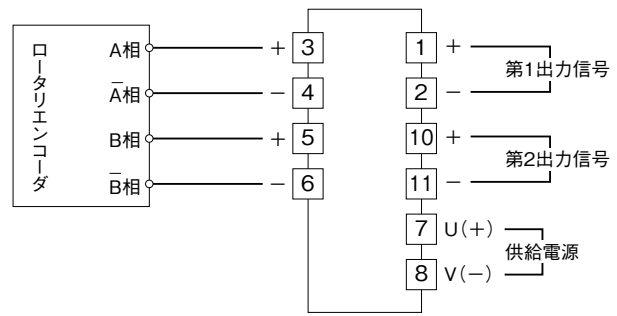 ロータリエンコーダ
A相 + 3
A̅相 − 4
B相 + 5
B̅相 − 6
1 +
2 −
第1出力信号
10 +
11 −
第2出力信号
7 U(+)
8 V(−)
供給電源